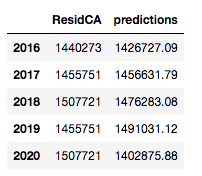 ResidCA predictions
2016 1440273 1426727.09
2017 1455751 1456631.79
2018 1507721 1476283.08
2019 1455751 1491031.12
2020 1507721 1402875.88